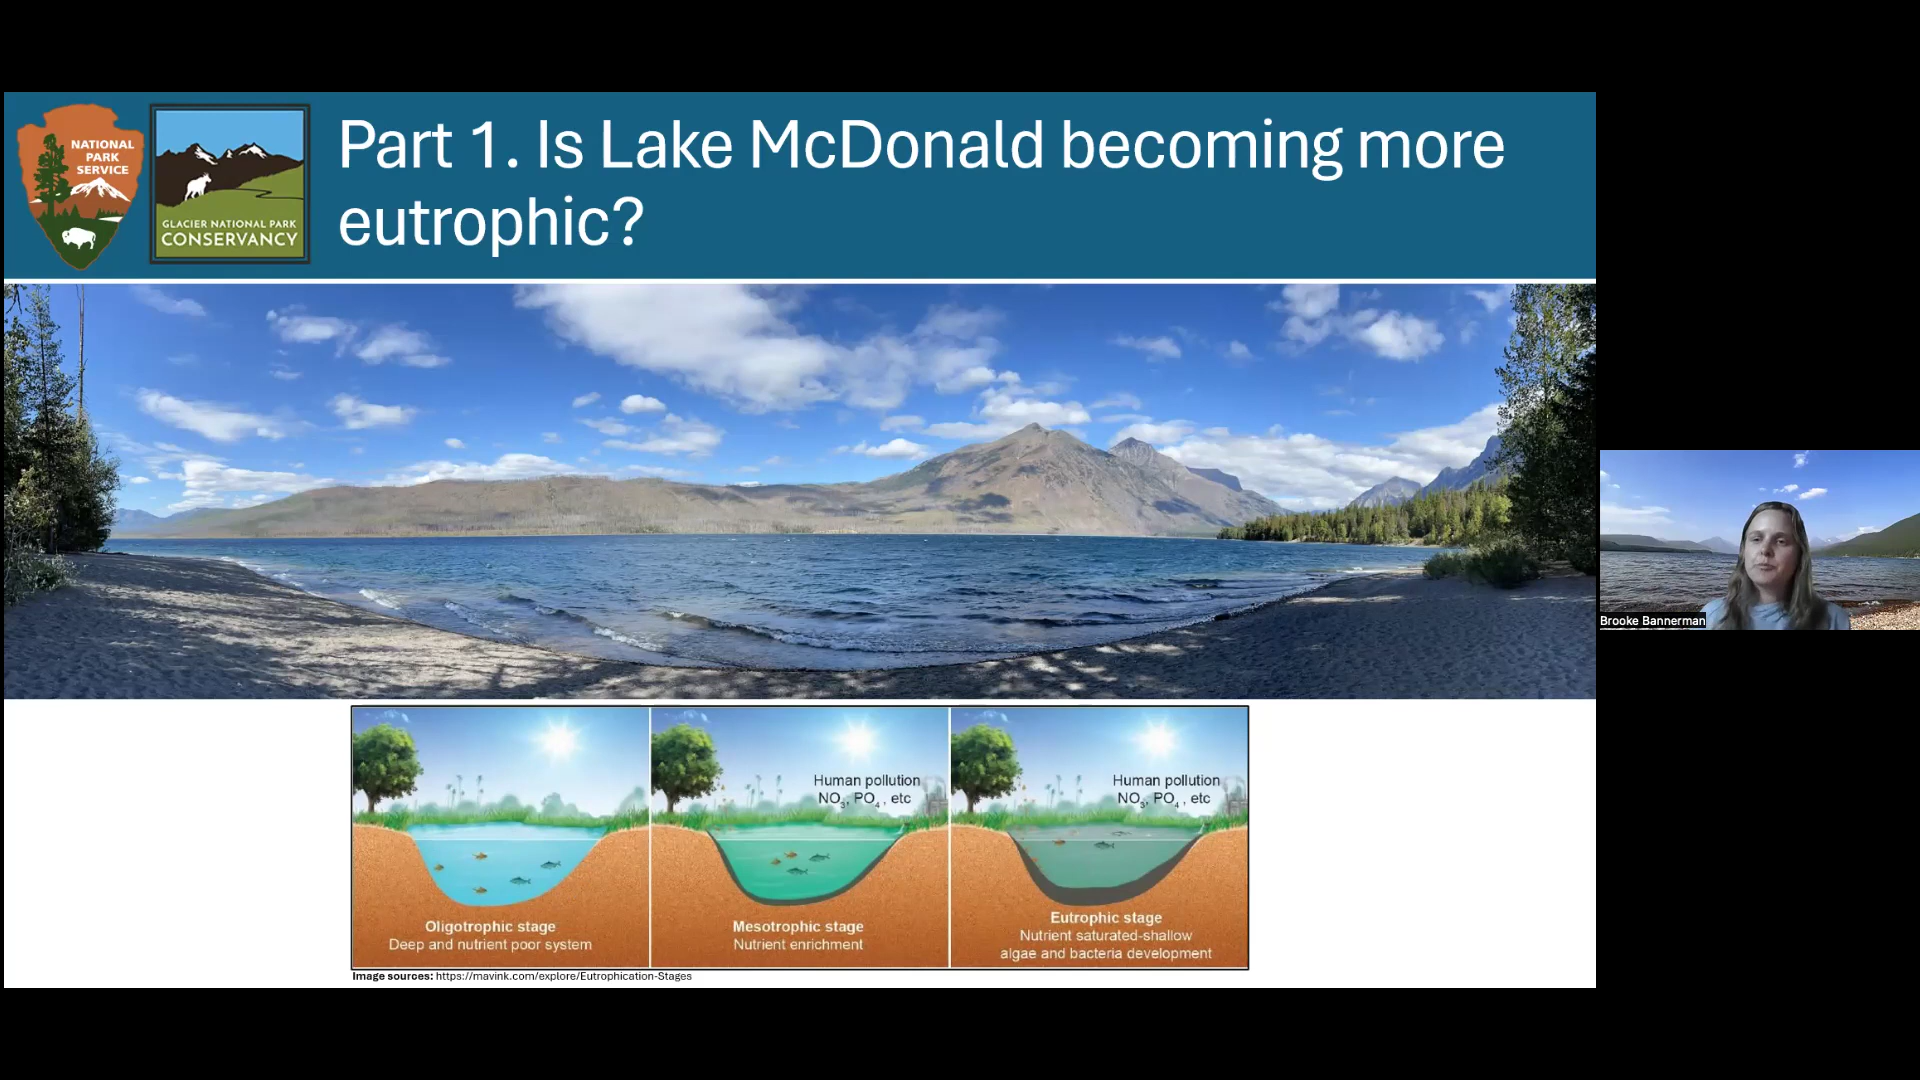 NATIONAL
PARK
SERVICE
GLACIER NATIONAL PARK
CONSERVANCY
Part 1. Is Lake McDonald becoming more
eutrophic?
Brooke Bannerman
Human pollution
NO3, PO4 , etc
Human pollution
NO3, PO4 , etc
Oligotrophic stage
Deep and nutrient poor system
Mesotrophic stage
Nutrient enrichment
Eutrophic stage
Nutrient saturated-shallow
algae and bacteria development
Image sources: https://mavink.com/explore/Eutrophication-Stages